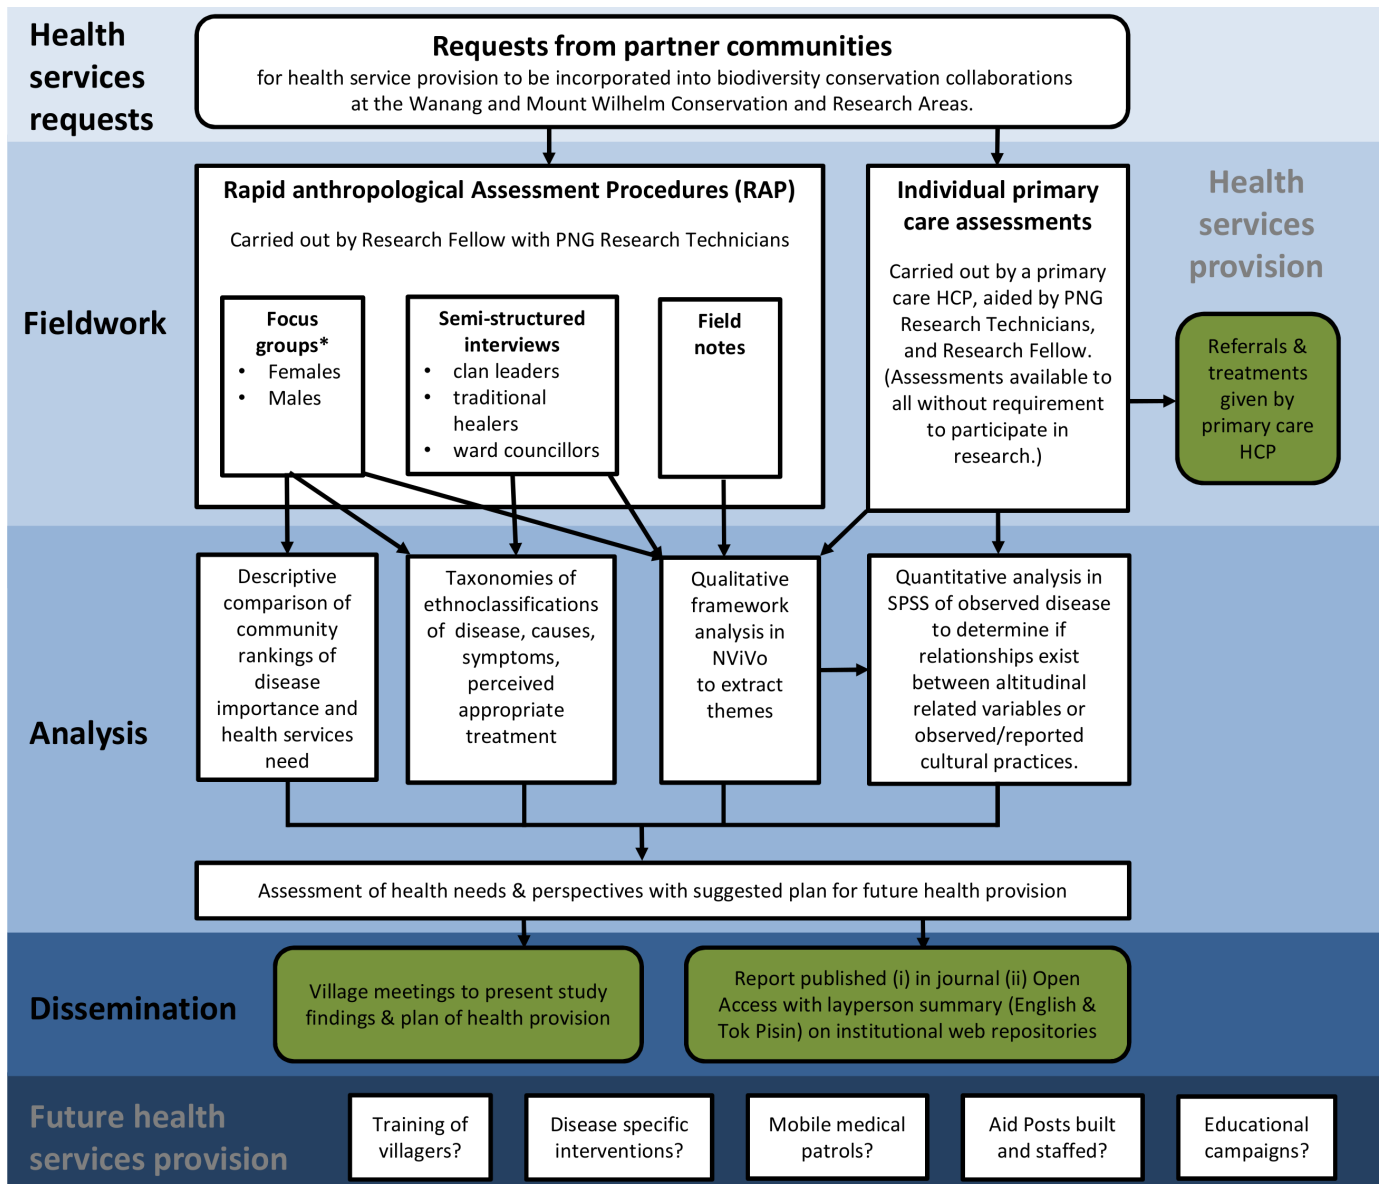 Health
services
requests
Requests from partner communities
for health service provision to be incorporated into biodiversity conservation collaborations
at the Wanang and Mount Wilhelm Conservation and Research Areas.
Fieldwork
Rapid anthropological Assessment Procedures (RAP)
Carried out by Research Fellow with PNG Research Technicians
Focus
groups*
• Females
• Males
Semi-structured
interviews
• clan leaders
• traditional
healers
• ward councillors
Field
notes
Individual primary
care assessments
Carried out by a primary
care HCP, aided by PNG
Research Technicians,
and Research Fellow.
(Assessments available to
all without requirement
to participate in
research.)
Health
services
provision
Referrals &
treatments
given by
primary care
HCP
Analysis
Descriptive
comparison of
community
rankings of
disease
importance and
health services
need
Taxonomies of
ethnoclassifications
of disease, causes,
symptoms,
perceived
appropriate
treatment
Qualitative
framework
analysis in
NViVo
to extract
themes
Quantitative analysis in
SPSS of observed disease
to determine if
relationships exist
between altitudinal
related variables or
observed/reported
cultural practices.
Assessment of health needs & perspectives with suggested plan for future health provision
Dissemination
Village meetings to present study
findings & plan of health provision
Report published (i) in journal (ii) Open
Access with layperson summary (English &
Tok Pisin) on institutional web repositories
Future health
services provision
Training of
villagers?
Disease specific
interventions?
Mobile medical
patrols?
Aid Posts built
and staffed?
Educational
campaigns?